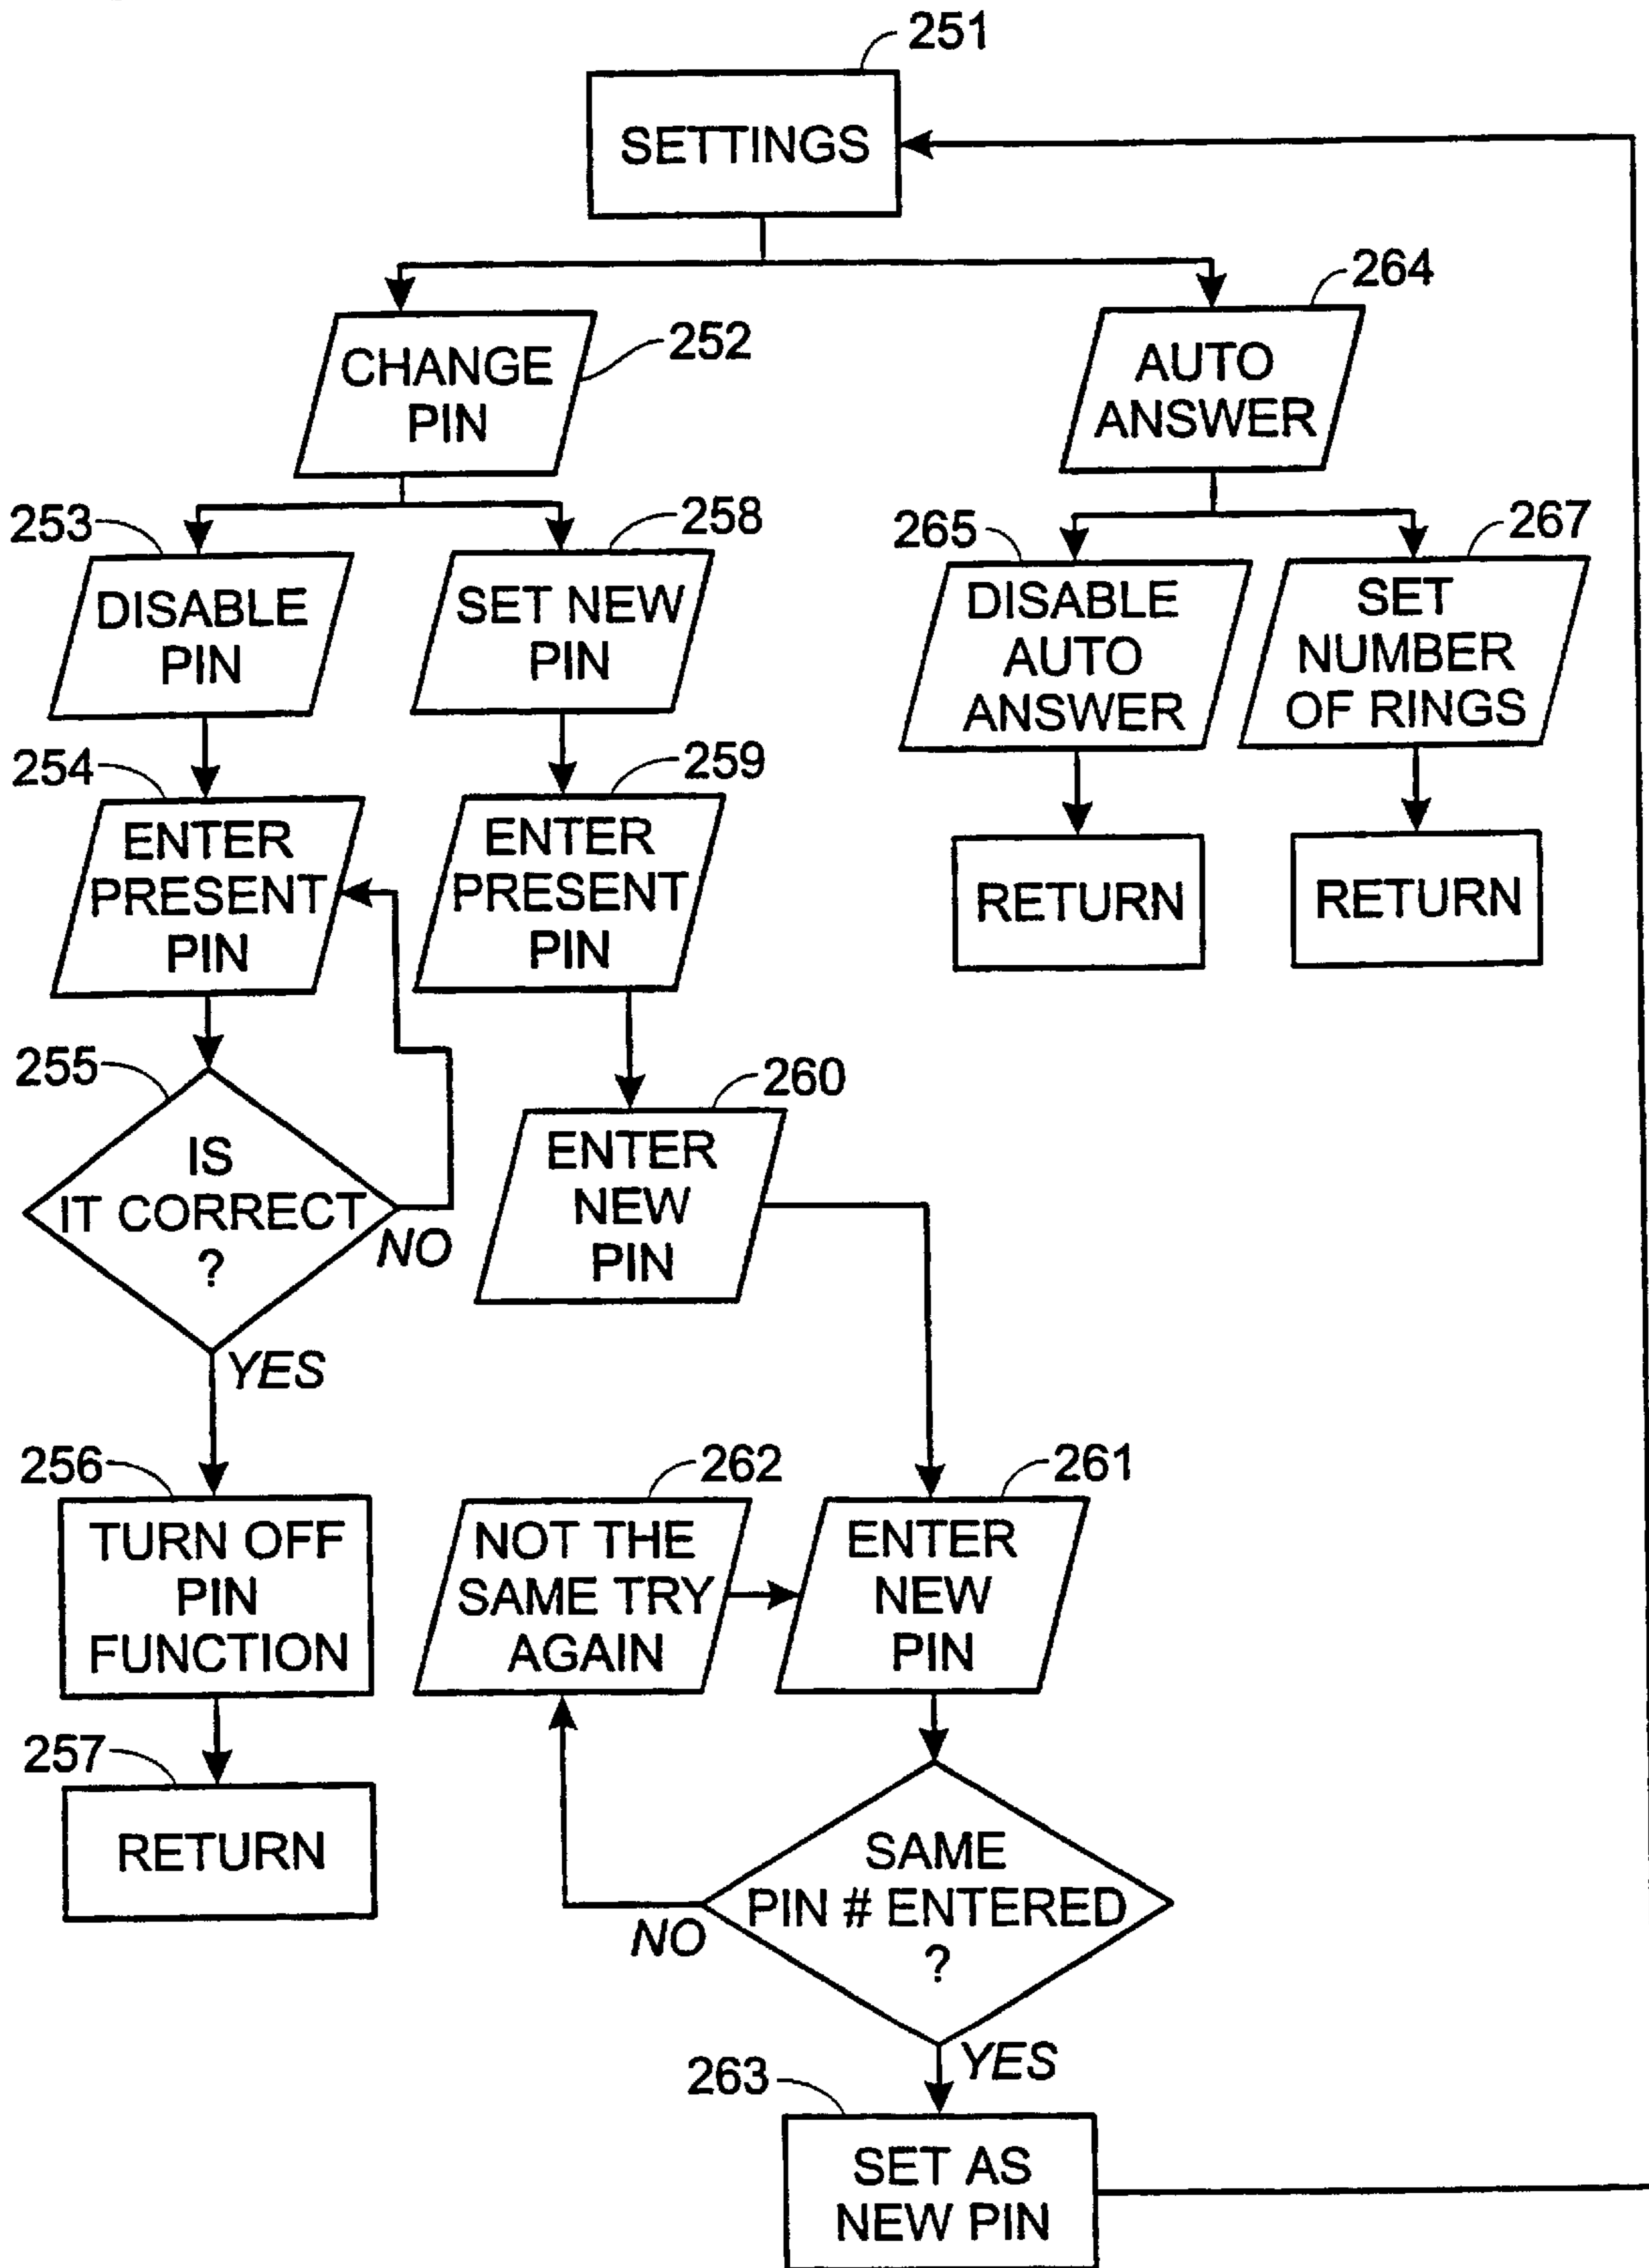 251
SETTINGS
252
CHANGE
PIN
264
AUTO
ANSWER
253
DISABLE
PIN
258
SET NEW
PIN
265
DISABLE
AUTO
ANSWER
267
SET
NUMBER
OF RINGS
254
ENTER
PRESENT
PIN
259
ENTER
PRESENT
PIN
RETURN
RETURN
255
IS
IT CORRECT
?
NO
YES
260
ENTER
NEW
PIN
256
TURN OFF
PIN
FUNCTION
262
NOT THE
SAME TRY
AGAIN
261
ENTER
NEW
PIN
257
RETURN
SAME
PIN # ENTERED
?
NO
YES
263
SET AS
NEW PIN